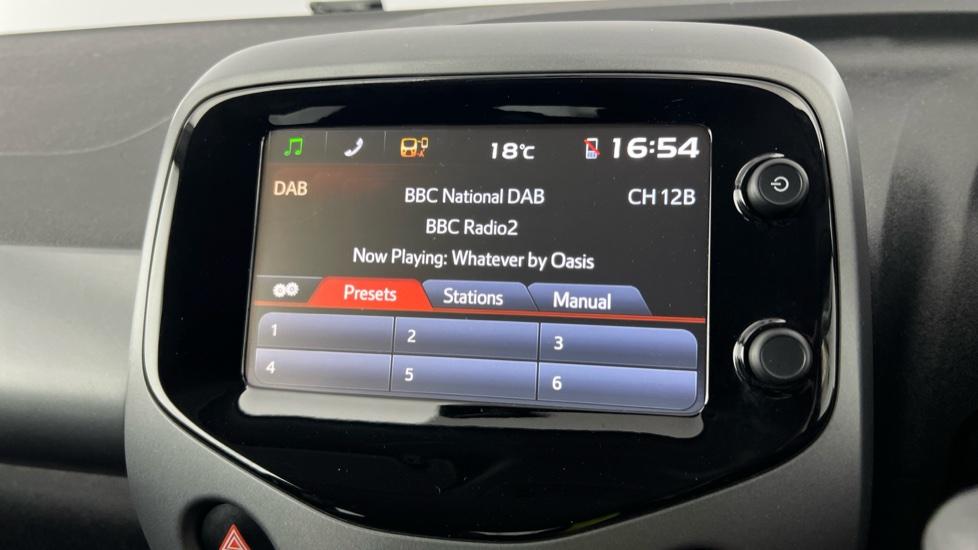 18°C
16:54
DAB
BBC National DAB
CH 12B
BBC Radio2
Now Playing: Whatever by Oasis
Presets
Stations
Manual
1
2
3
4
5
6